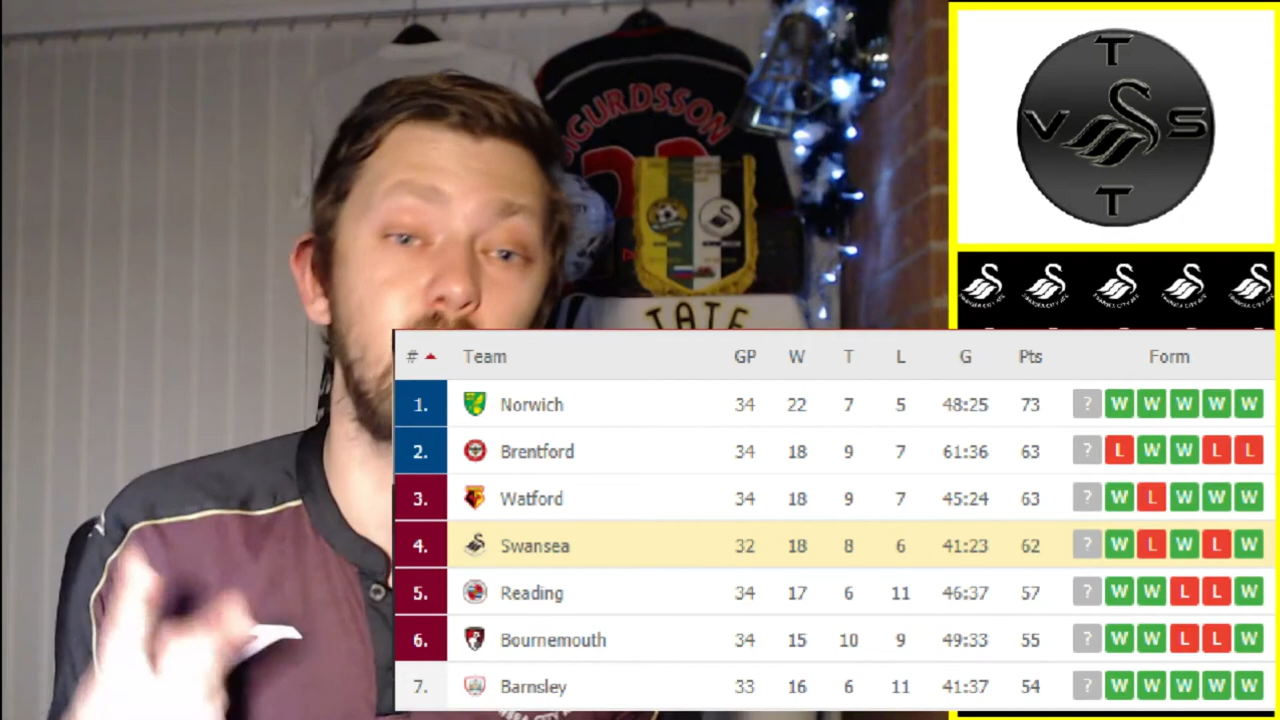 SIGURDSSON
TATE
T
V S
T
# Team GP W T L G Pts Form
1. Norwich 34 22 7 5 48:25 73 ? W W W W W
2. Brentford 34 18 9 7 61:36 63 ? L W W L L
3. Watford 34 18 9 7 45:24 63 ? W L W W W
4. Swansea 32 18 8 6 41:23 62 ? W L W L W
5. Reading 34 17 6 11 46:37 57 ? W W L L W
6. Bournemouth 34 15 10 9 49:33 55 ? W W L L W
7. Barnsley 33 16 6 11 41:37 54 ? W W W W W